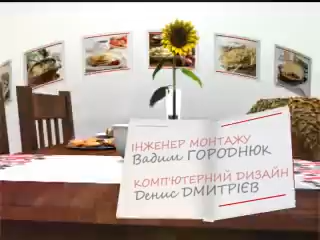 ІНЖЕНЕР МОНТАЖУ
Вадим ГОРОДНЮК
КОМП'ЮТЕРНИЙ ДИЗАЙН
Денис ДМИТРІЄВ